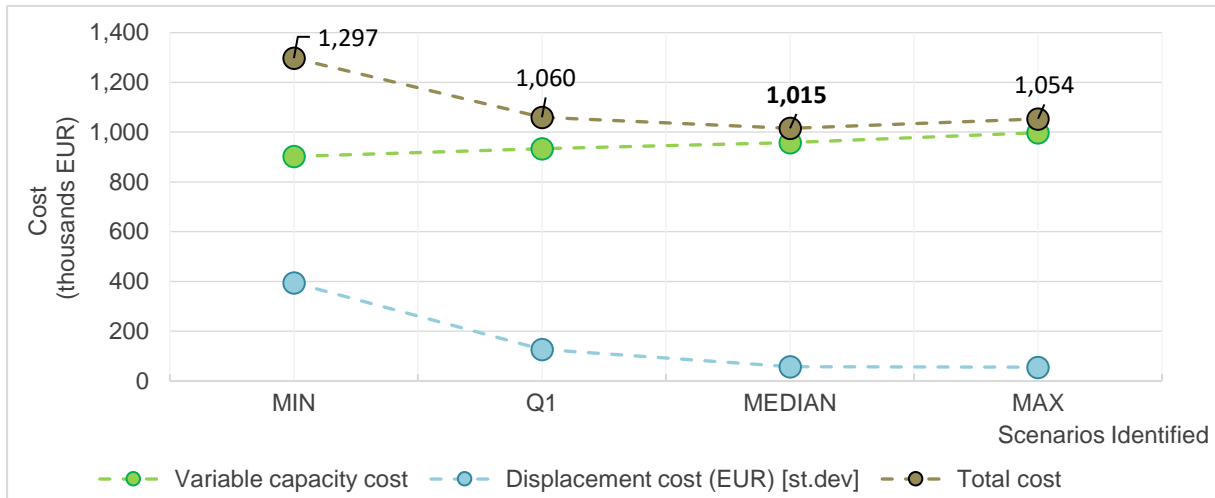 1,400
1,200
1,000
800
600
400
200
0
Cost
(thousands EUR)
1,297
1,060
1,015
1,054
MIN Q1 MEDIAN MAX
Scenarios Identified
Variable capacity cost Displacement cost (EUR) [st.dev] Total cost